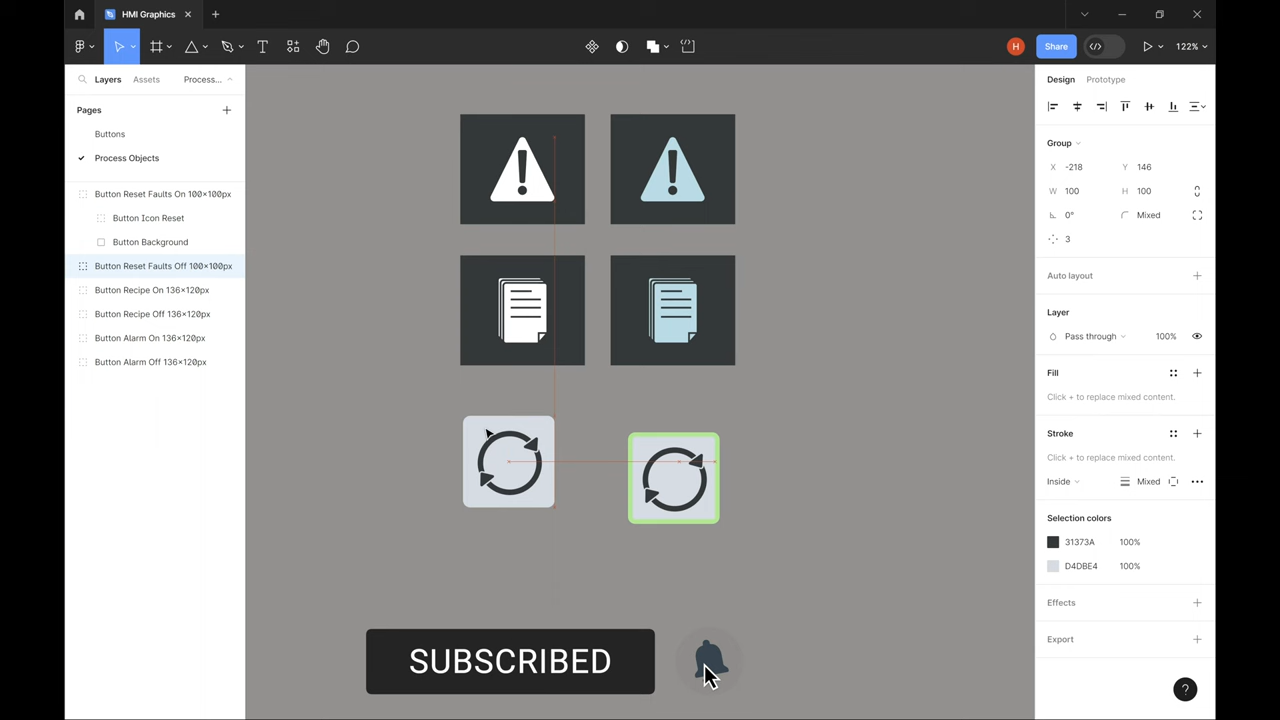 HMI Graphics
H
Share
122%
Layers
Assets
Process...
Pages
Buttons
Process Objects
Button Reset Faults On 100×100px
Button Icon Reset
Button Background
Button Reset Faults Off 100×100px
Button Recipe On 136×120px
Button Recipe Off 136×120px
Button Alarm On 136×120px
Button Alarm Off 136×120px
SUBSCRIBED
Design
Prototype
Group
X -218 Y 146
W 100 H 100
0° Mixed
3
Auto layout
Layer
Pass through 100%
Fill
Click + to replace mixed content.
Stroke
Click + to replace mixed content.
Inside Mixed
Selection colors
31373A 100%
D4DBE4 100%
Effects
Export
?